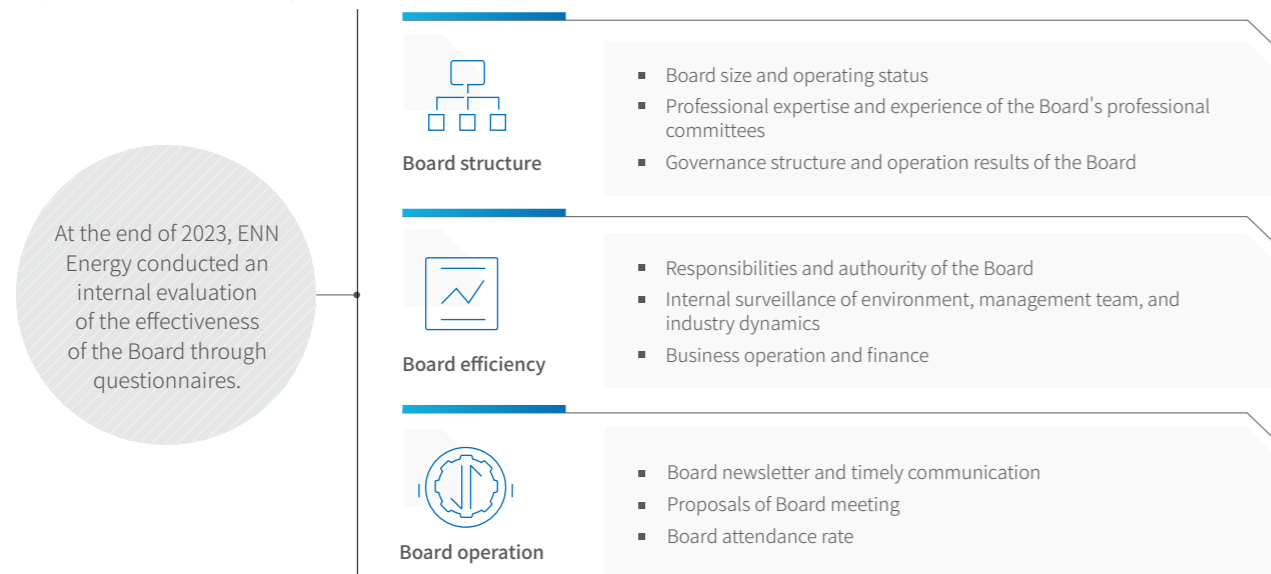 At the end of 2023, ENN
Energy conducted an
internal evaluation
of the effectiveness
of the Board through
questionnaires.
Board structure
■ Board size and operating status
■ Professional expertise and experience of the Board's professional
committees
■ Governance structure and operation results of the Board
Board efficiency
■ Responsibilities and authourity of the Board
■ Internal surveillance of environment, management team, and
industry dynamics
■ Business operation and finance
Board operation
■ Board newsletter and timely communication
■ Proposals of Board meeting
■ Board attendance rate